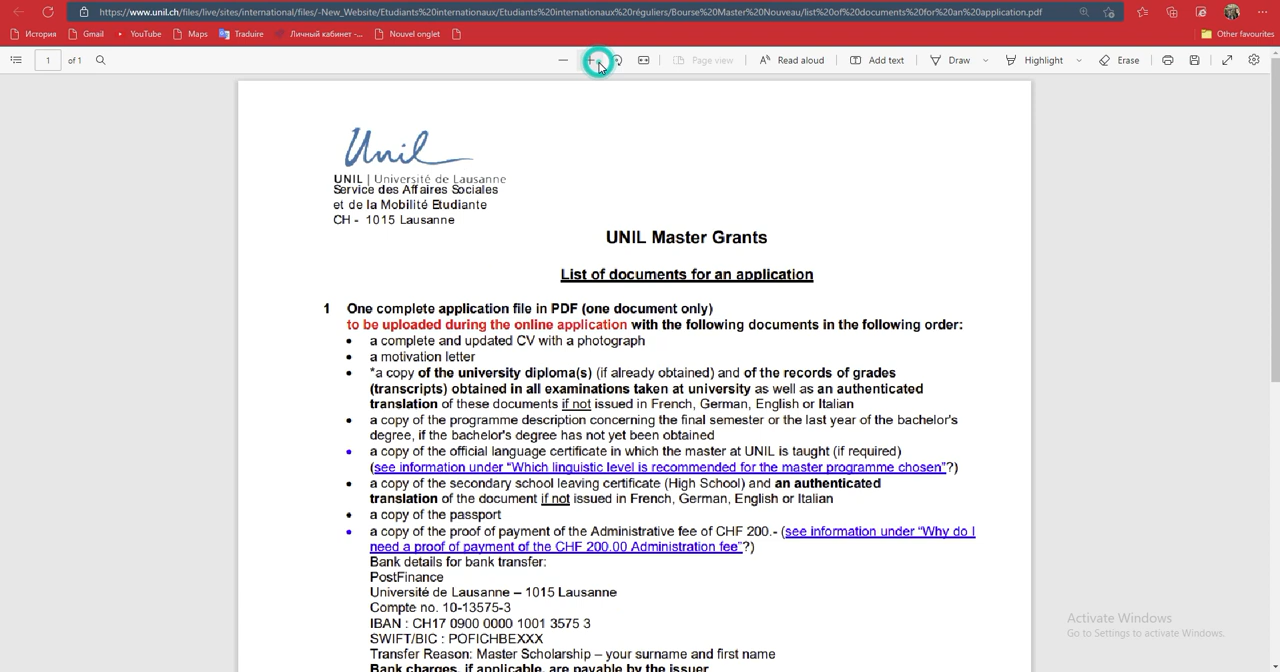 https://www.unil.ch/files/live/sites/international/files/-New_Website/Etudiants%20internationaux/Etudiants%20internationaux%20réguliers/Bourse%20Master%20Nouveau/list%20of%20documents%20for%20an%20application.pdf
История Gmail YouTube Maps Traduire Личный кабинет -... Nouvel onglet Other favourites
1 of 1 Page view Read aloud Add text Draw Highlight Erase
Unil
UNIL | Université de Lausanne
Service des Affaires Sociales
et de la Mobilité Etudiante
CH - 1015 Lausanne
UNIL Master Grants
List of documents for an application
1 One complete application file in PDF (one document only)
to be uploaded during the online application with the following documents in the following order:
• a complete and updated CV with a photograph
• a motivation letter
• *a copy of the university diploma(s) (if already obtained) and of the records of grades
(transcripts) obtained in all examinations taken at university as well as an authenticated
translation of these documents if not issued in French, German, English or Italian
• a copy of the programme description concerning the final semester or the last year of the bachelor's
degree, if the bachelor's degree has not yet been obtained
• a copy of the official language certificate in which the master at UNIL is taught (if required)
(see information under “Which linguistic level is recommended for the master programme chosen”?)
• a copy of the secondary school leaving certificate (High School) and an authenticated
translation of the document if not issued in French, German, English or Italian
• a copy of the passport
• a copy of the proof of payment of the Administrative fee of CHF 200.- (see information under “Why do I
need a proof of payment of the CHF 200.00 Administration fee”?)
Bank details for bank transfer:
PostFinance
Université de Lausanne – 1015 Lausanne
Compte no. 10-13575-3
IBAN : CH17 0900 0000 1001 3575 3
SWIFT/BIC : POFICHBEXXX
Transfer Reason: Master Scholarship – your surname and first name
Bank charges, if applicable, are payable by the issuer
Activate Windows
Go to Settings to activate Windows.